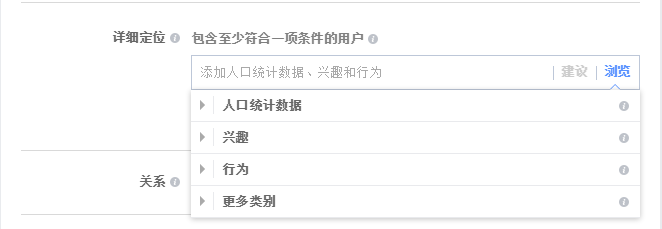 详细定位 包含至少符合一项条件的用户
添加人口统计数据、兴趣和行为 | 建议 | 浏览
人口统计数据
兴趣
行为
关系
更多类别